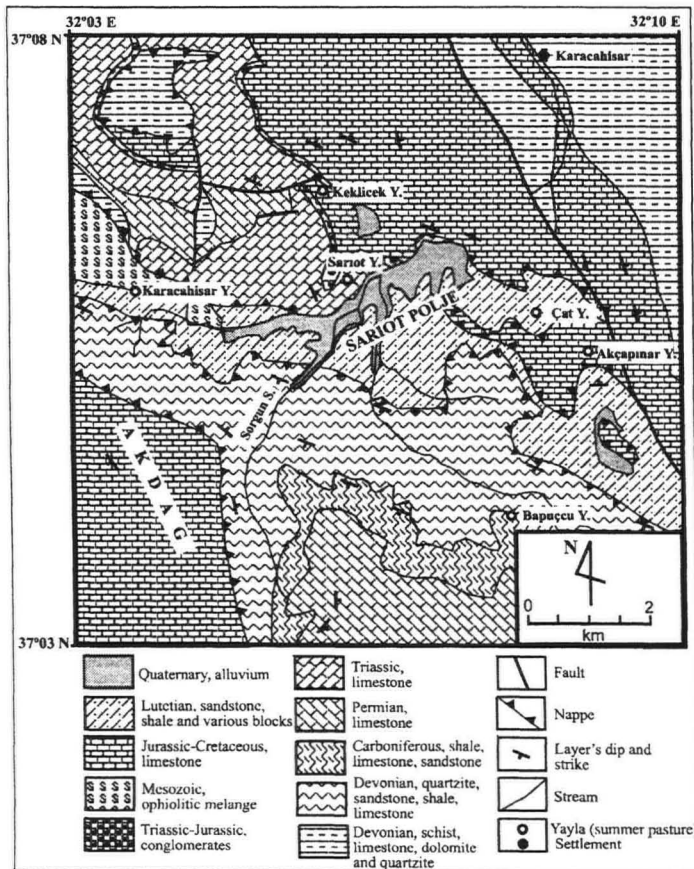 32°03 E
32°10 E
37°08 N
Karacahisar
Keklicek Y.
Sarıot Y.
Karacahisar Y.
SARIOT POLJE
Çat Y.
Akçapınar Y.
Sorgun S.
AKDAG
Bapuçcu Y.
N
0 2
km
37°03 N
Quaternary, alluvium
Lutetian, sandstone,
shale and various blocks
Jurassic-Cretaceous,
limestone
Mesozoic,
ophiolitic melange
Triassic-Jurassic,
conglomerates
Triassic,
limestone
Permian,
limestone
Carboniferous, shale,
limestone, sandstone
Devonian, quartzite,
sandstone, shale,
limestone
Devonian, schist,
limestone, dolomite
and quartzite
Fault
Nappe
Layer's dip and
strike
Stream
Yayla (summer pasture)
Settlement